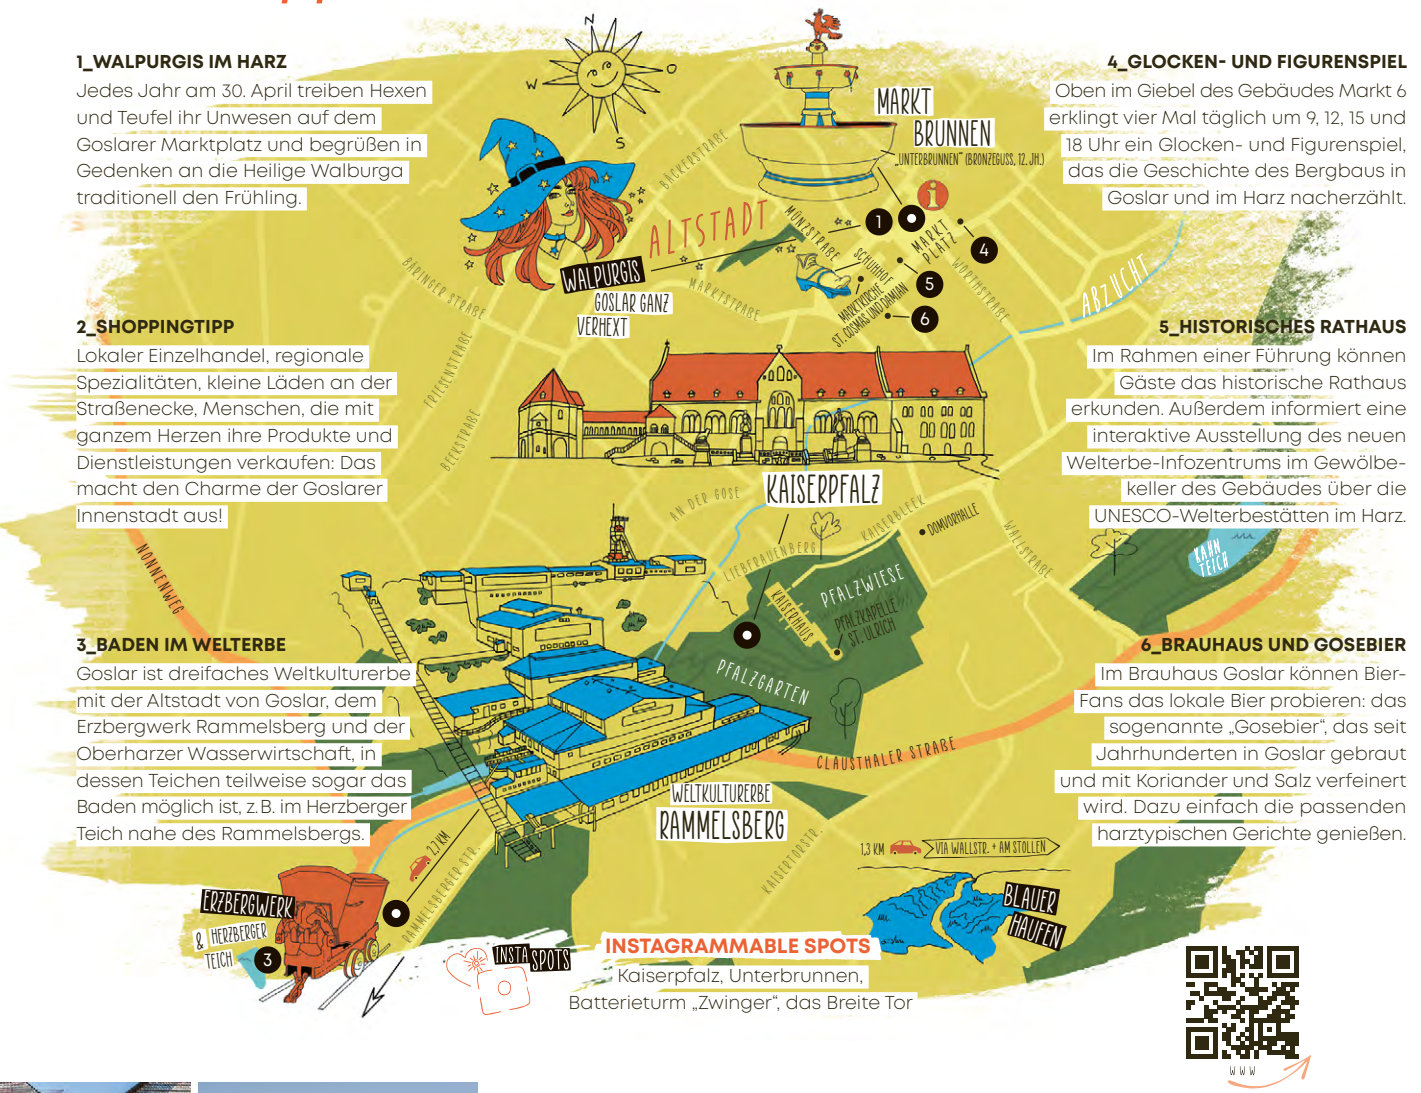 1_WALPURGIS IM HARZ
Jedes Jahr am 30. April treiben Hexen
und Teufel ihr Unwesen auf dem
Goslarer Marktplatz und begrüßen in
Gedenken an die Heilige Walburga
traditionell den Frühling.
2_SHOPPINGTIPP
Lokaler Einzelhandel, regionale
Spezialitäten, kleine Läden an der
Straßenecke, Menschen, die mit
ganzem Herzen ihre Produkte und
Dienstleistungen verkaufen: Das
macht den Charme der Goslarer
Innenstadt aus!
3_BADEN IM WELTERBE
Goslar ist dreifaches Weltkulturerbe
mit der Altstadt von Goslar, dem
Erzbergwerk Rammelsberg und der
Oberharzer Wasserwirtschaft, in
dessen Teichen teilweise sogar das
Baden möglich ist, z.B. im Herzberger
Teich nahe des Rammelsbergs.
4_GLOCKEN- UND FIGURENSPIEL
Oben im Giebel des Gebäudes Markt 6
erklingt vier Mal täglich um 9, 12, 15 und
18 Uhr ein Glocken- und Figurenspiel,
das die Geschichte des Bergbaus in
Goslar und im Harz nacherzählt.
5_HISTORISCHES RATHAUS
Im Rahmen einer Führung können
Gäste das historische Rathaus
erkunden. Außerdem informiert eine
interaktive Ausstellung des neuen
Welterbe-Infozentrums im Gewölbe-
keller des Gebäudes über die
UNESCO-Welterbestätten im Harz.
6_BRAUHAUS UND GOSEBIER
Im Brauhaus Goslar können Bier-
Fans das lokale Bier probieren: das
sogenannte „Gosebier“, das seit
Jahrhunderten in Goslar gebraut
und mit Koriander und Salz verfeinert
wird. Dazu einfach die passenden
harztypischen Gerichte genießen.
N
W
O
S
MARKT
BRUNNEN
„UNTERBRUNNEN“ (BRONZEGUSS, 12. JH.)
BÄCKERSTRAßE
ALTSTADT
MÜNZSTRAßE
1
i
MARKT
PLATZ
4
WORTHSTRAßE
SCHUHHOF
5
MARKTKIRCHE
ST. COSMAS UND DAMIAN
6
ABZUCHT
WALPURGIS
GOSLAR GANZ
VERHEXT
MARKTSTRAßE
BÄRINGER STRAßE
FRIESENSTRAßE
BEEKSTRAßE
KAISERPFALZ
AN DER GOSE
KAISERBLEEK
DOMVORHALLE
LIEBFRAUENBERG
WALLSTRAßE
KAHN
TEICH
NONNENWEG
PFALZWIESE
KAISERHAUS
PFALZKAPELLE
ST. ULRICH
PFALZGARTEN
CLAUSTHALER STRAßE
WELTKULTURERBE
RAMMELSBERG
KAISERTORSTR.
1,3 KM
VIA WALLSTR. + AM STOLLEN
2,7 KM
RAMMELSBERGER STR.
BLAUER
HAUFEN
ERZBERGWERK
& HERZBERGER
TEICH
3
INSTA SPOTS
INSTAGRAMMABLE SPOTS
Kaiserpfalz, Unterbrunnen,
Batterieturm „Zwinger“, das Breite Tor
WWW